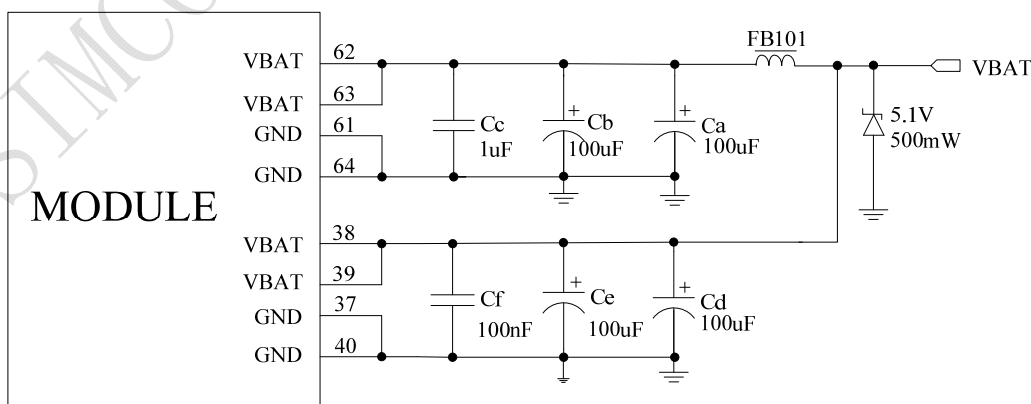 FB101
VBAT
62
VBAT
63
VBAT
GND
61
GND
64
Cc
1uF
+
Cb
100uF
+
Ca
100uF
5.1V
500mW
MODULE
VBAT
38
VBAT
39
GND
37
GND
40
Cf
100nF
+
Ce
100uF
+
Cd
100uF